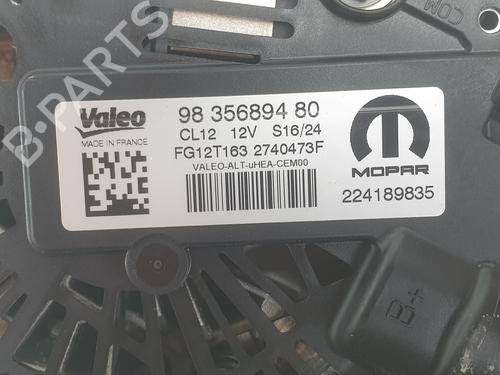 COM
Valeo
MADE IN FRANCE
98 356894 80
CL12 12V S16/24
FG12T163 2740473F
VALEO-ALT-uHEA-CEM00
MOPAR
224189835
B+
B-PARTS